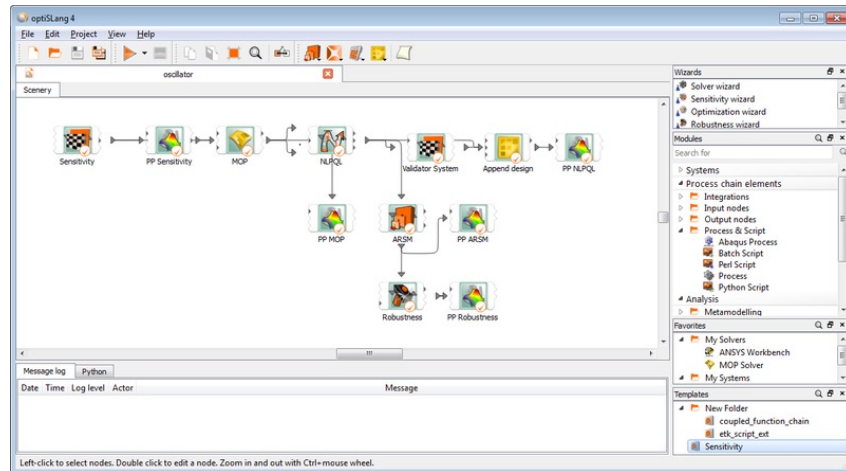 optiSLang 4
File Edit Project View Help
oscillator
Scenery
Sensitivity
PP Sensitivity
MOP
NLPQL
Validator System
Append design
PP NLPQL
PP MOP
ARSM
PP ARSM
Robustness
PP Robustness
Message log Python
Date Time Log level Actor Message
Wizards
Solver wizard
Sensitivity wizard
Optimization wizard
Robustness wizard
Modules
Search for
Systems
Process chain elements
Integrations
Input nodes
Output nodes
Process & Script
Abaqus Process
Batch Script
Perl Script
Process
Python Script
Analysis
Metamodelling
Favorites
My Solvers
ANSYS Workbench
MOP Solver
My Systems
Templates
New Folder
coupled_function_chain
etk_script_ext
Sensitivity
Left-click to select nodes. Double click to edit a node. Zoom in and out with Ctrl+mouse wheel.